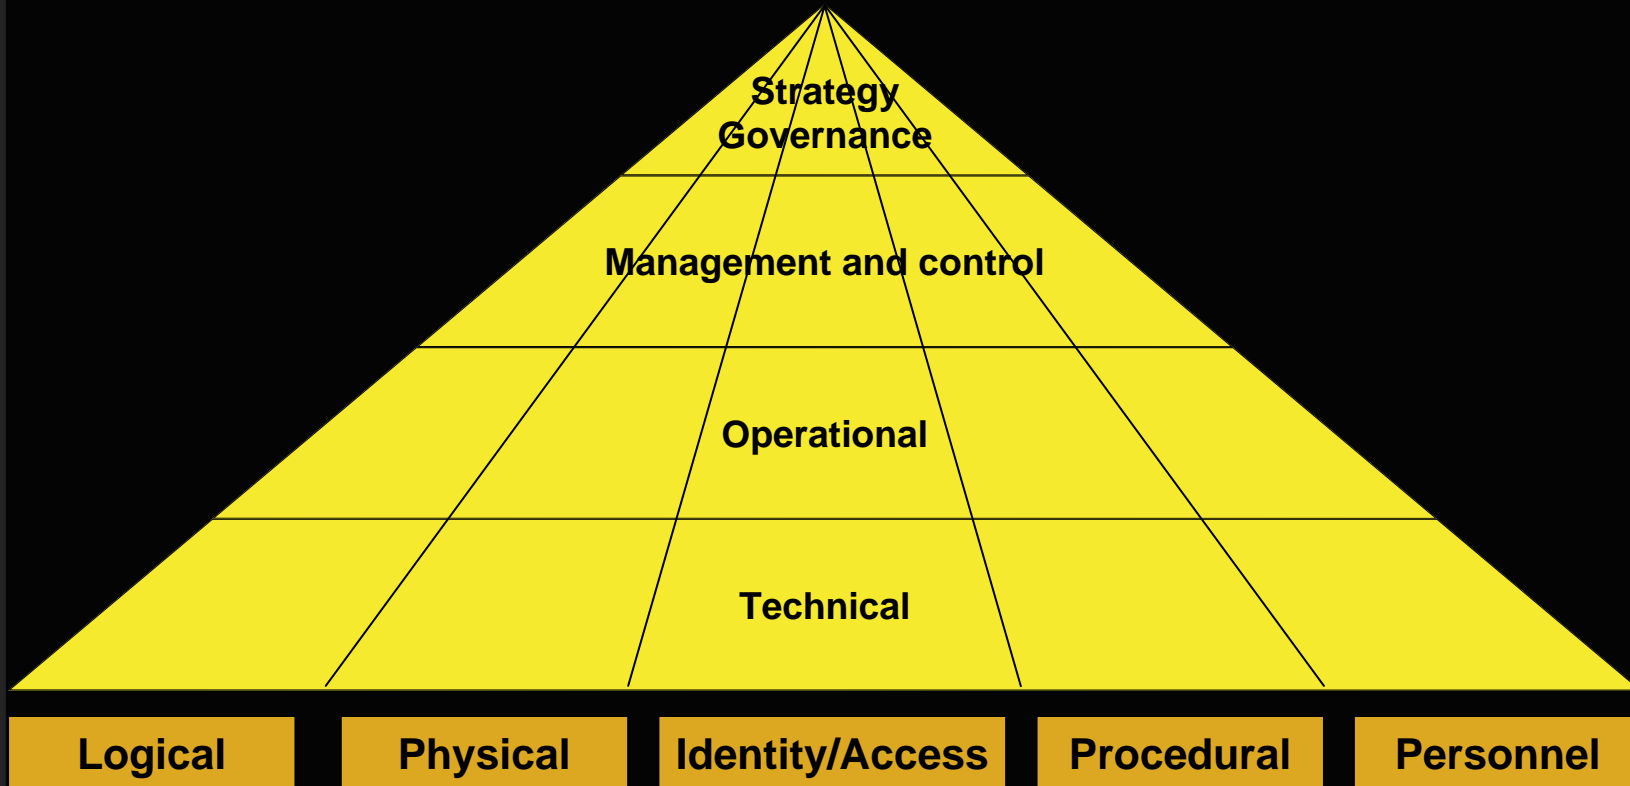 Strategy
Governance
Management and control
Operational
Technical
Logical
Physical
Identity/Access
Procedural
Personnel